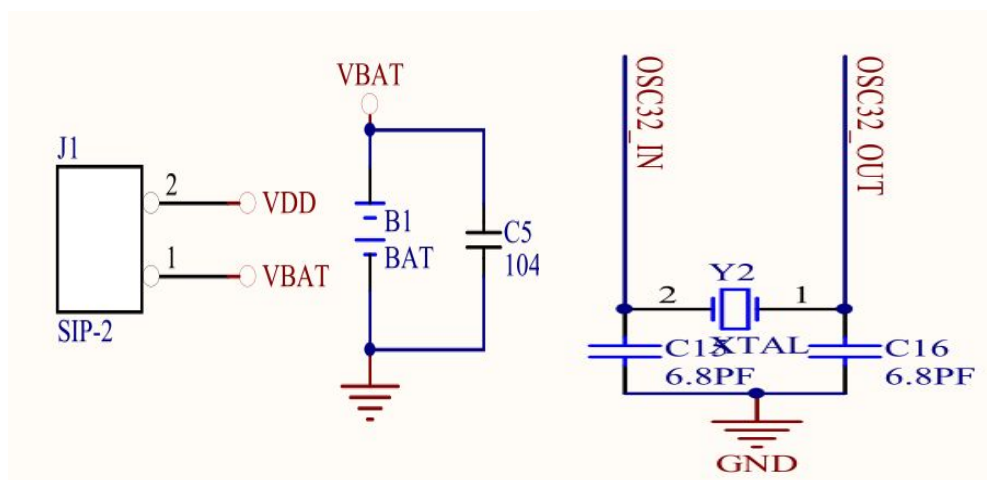 J1
2
VDD
1
VBAT
SIP-2
VBAT
B1
BAT
C5
104
OSC32_IN
OSC32_OUT
Y2
2
1
XTAL
C15
6.8PF
C16
6.8PF
GND